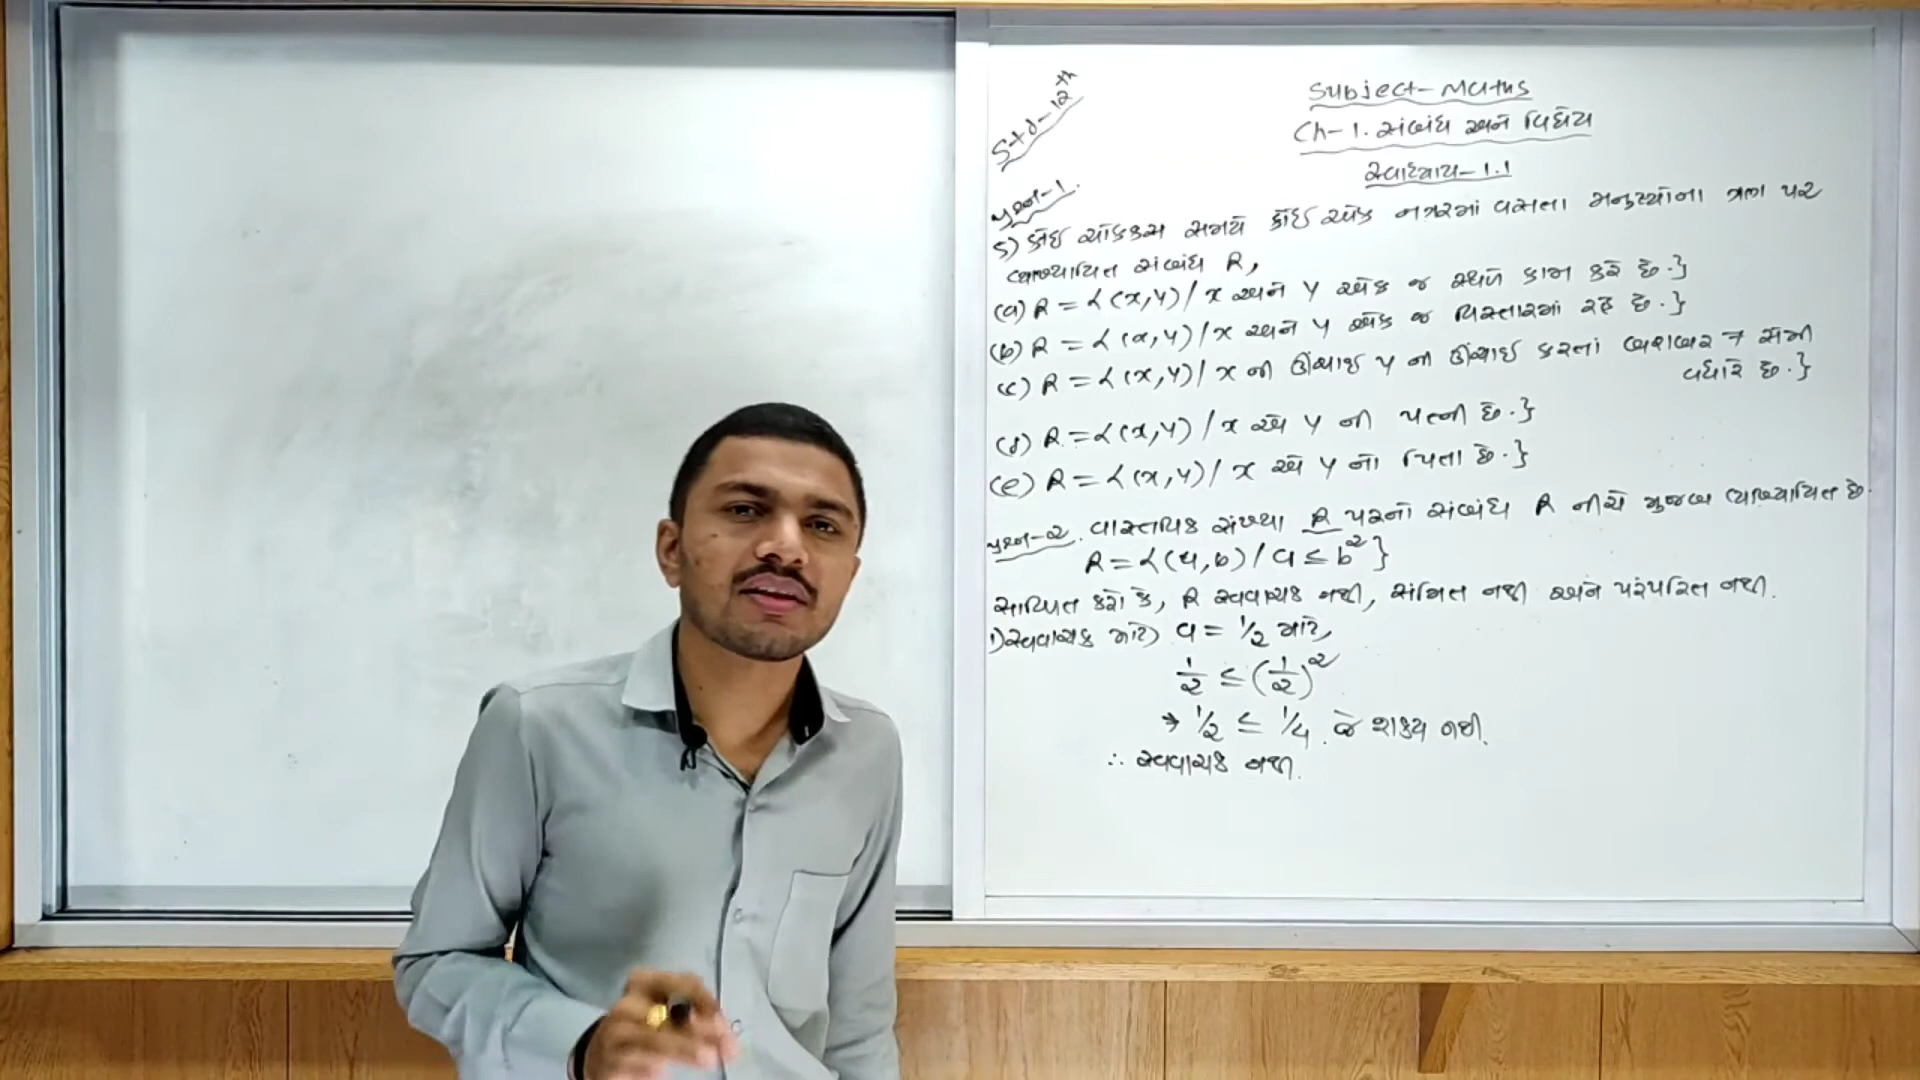 Std-12th
Subject-Maths
Ch-1. સંબંધ અને વિધેય
સ્વાધ્યાય-1.1
પ્રશ્ન-1.
5) કોઈ ચોક્કસ સમયે કોઈ એક નગરમાં વસતા મનુષ્યોના ગણ પર
વ્યાખ્યાયિત સંબંધ R,
(a) R = {(x,y) / x અને y એક જ સ્થળે કામ કરે છે.}
(b) R = {(x,y) / x અને y એક જ વિસ્તારમાં રહે છે.}
(c) R = {(x,y) / x ની ઊંચાઈ y ની ઊંચાઈ કરતાં બરાબર 7 સેમી
વધારે છે.}
(d) R = {(x,y) / x એ y ની પત્ની છે.}
(e) R = {(x,y) / x એ y ના પિતા છે.}
પ્રશ્ન-2. વાસ્તવિક સંખ્યા R પરનો સંબંધ R નીચે મુજબ વ્યાખ્યાયિત છે.
R = {(a,b) / a ≤ b²}
સાબિત કરો કે, R સ્વવાચક નથી, સંમિત નથી અને પરંપરિત નથી.
1) સ્વવાચક માટે) a = 1/2 માટે,
1/2 ≤ (1/2)²
→ 1/2 ≤ 1/4. જે શક્ય નથી.
∴ સ્વવાચક નથી.